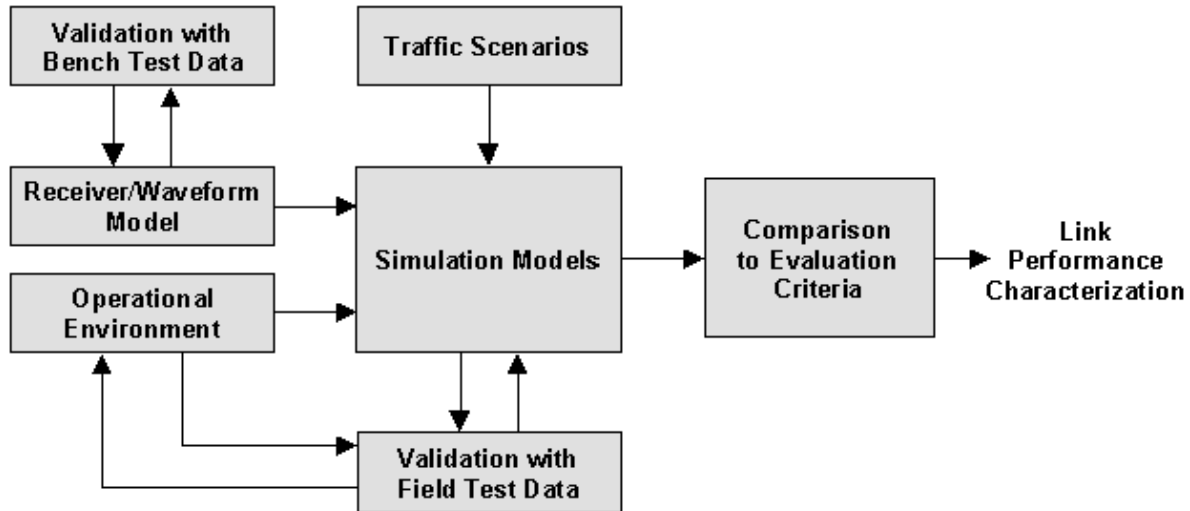 Validation with
Bench Test Data
Traffic Scenarios
Receiver/Waveform
Model
Simulation Models
Comparison
to Evaluation
Criteria
Link
Performance
Characterization
Operational
Environment
Validation with
Field Test Data